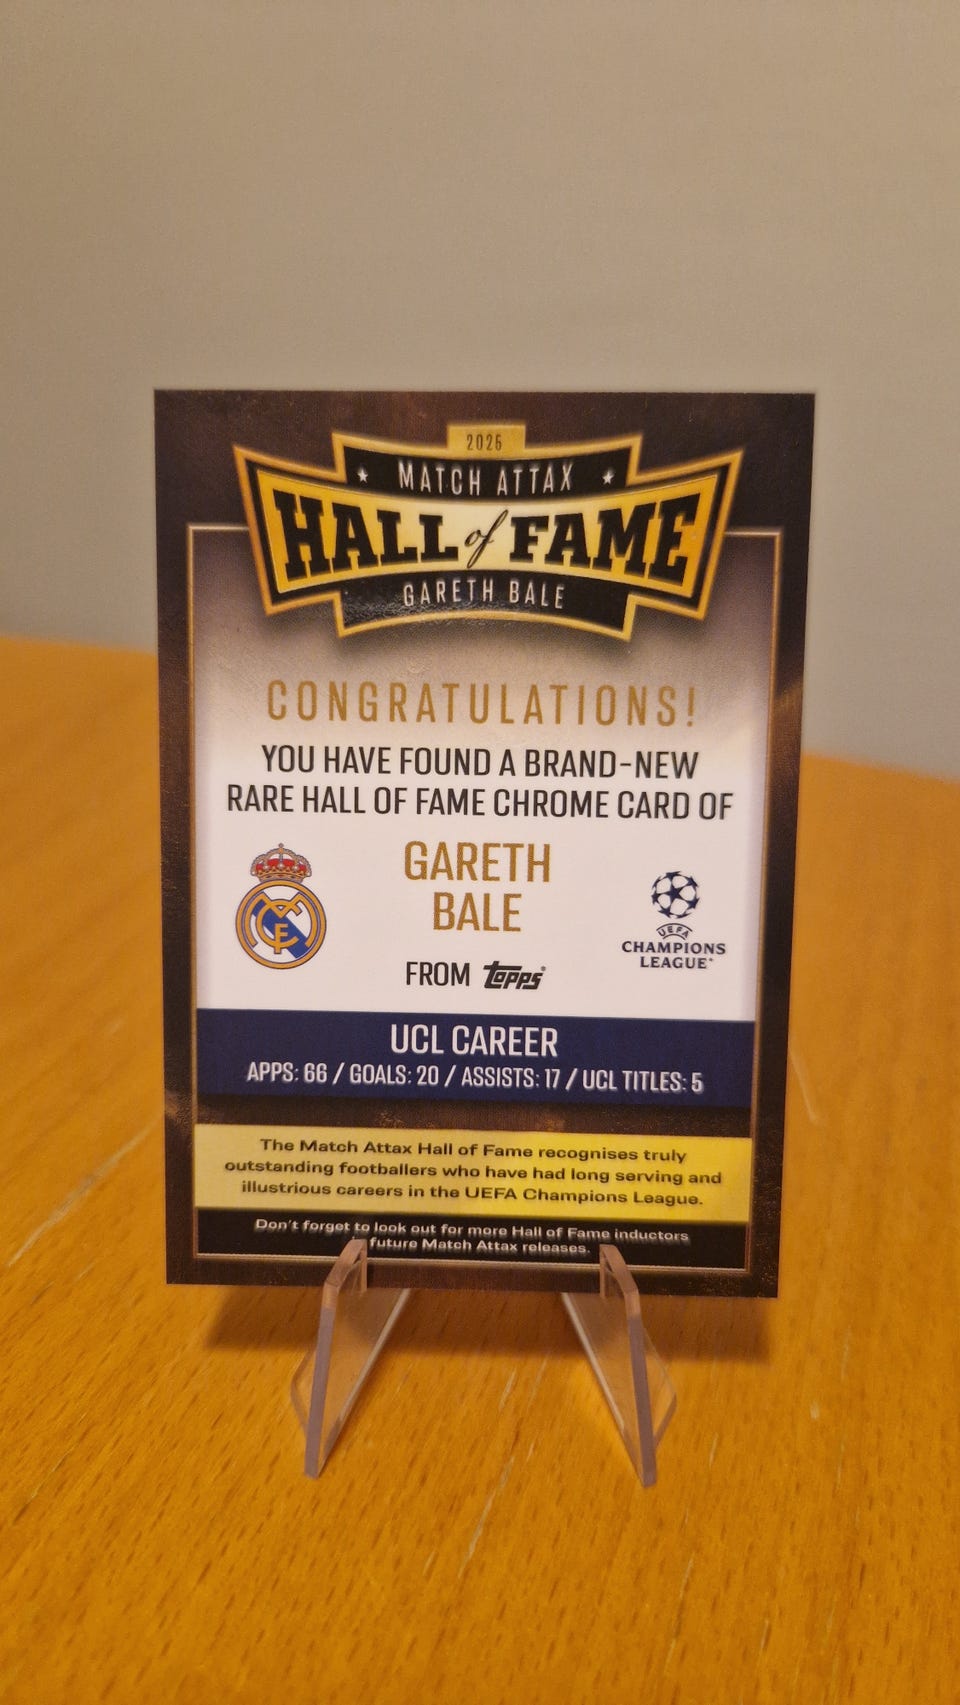 2025
MATCH ATTAX
HALL of FAME
GARETH BALE
CONGRATULATIONS!
YOU HAVE FOUND A BRAND-NEW
RARE HALL OF FAME CHROME CARD OF
GARETH
BALE
FROM topps®
UEFA
CHAMPIONS
LEAGUE®
UCL CAREER
APPS: 66 / GOALS: 20 / ASSISTS: 17 / UCL TITLES: 5
The Match Attax Hall of Fame recognises truly
outstanding footballers who have had long serving and
illustrious careers in the UEFA Champions League.
Don't forget to look out for more Hall of Fame inductors
future Match Attax releases.